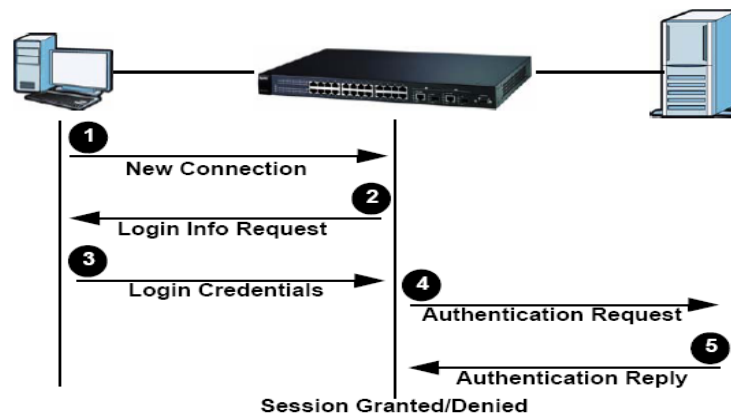 1
New Connection
2
Login Info Request
3
Login Credentials
4
Authentication Request
5
Authentication Reply
Session Granted/Denied